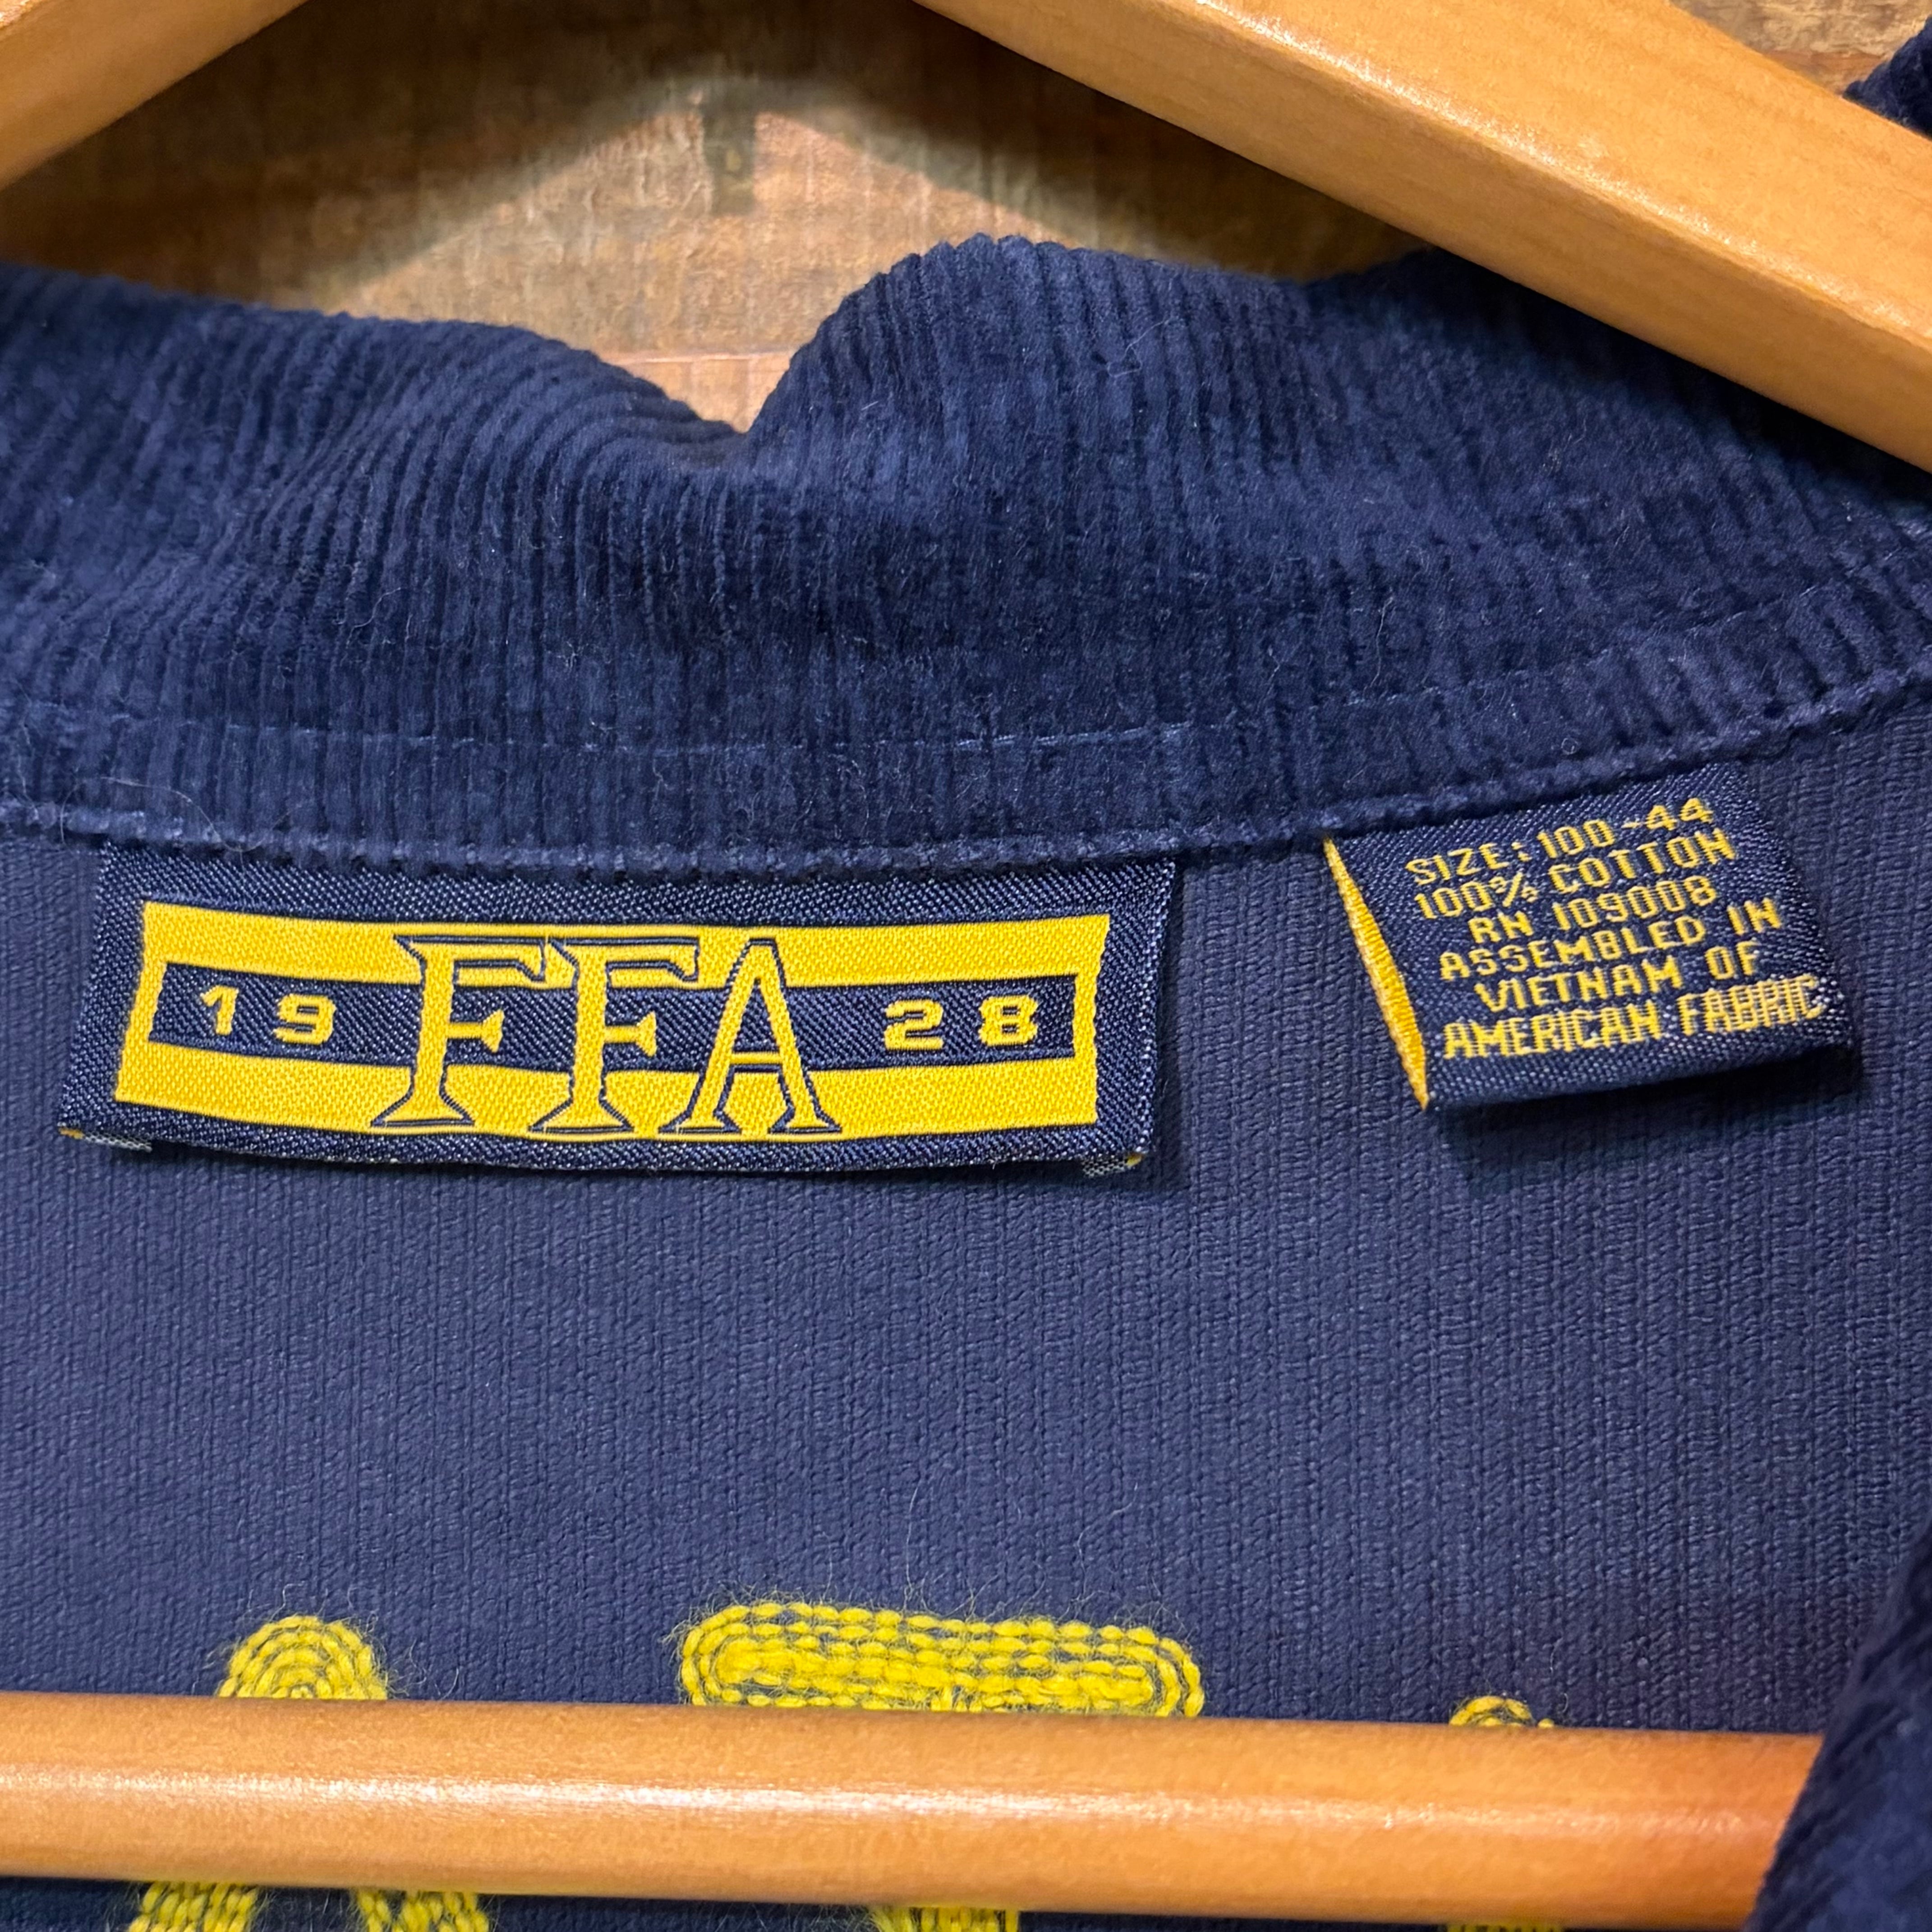 19 FFA 28
SIZE: 100-44
100% COTTON
RN 109008
ASSEMBLED IN
VIETNAM OF
AMERICAN FABRIC